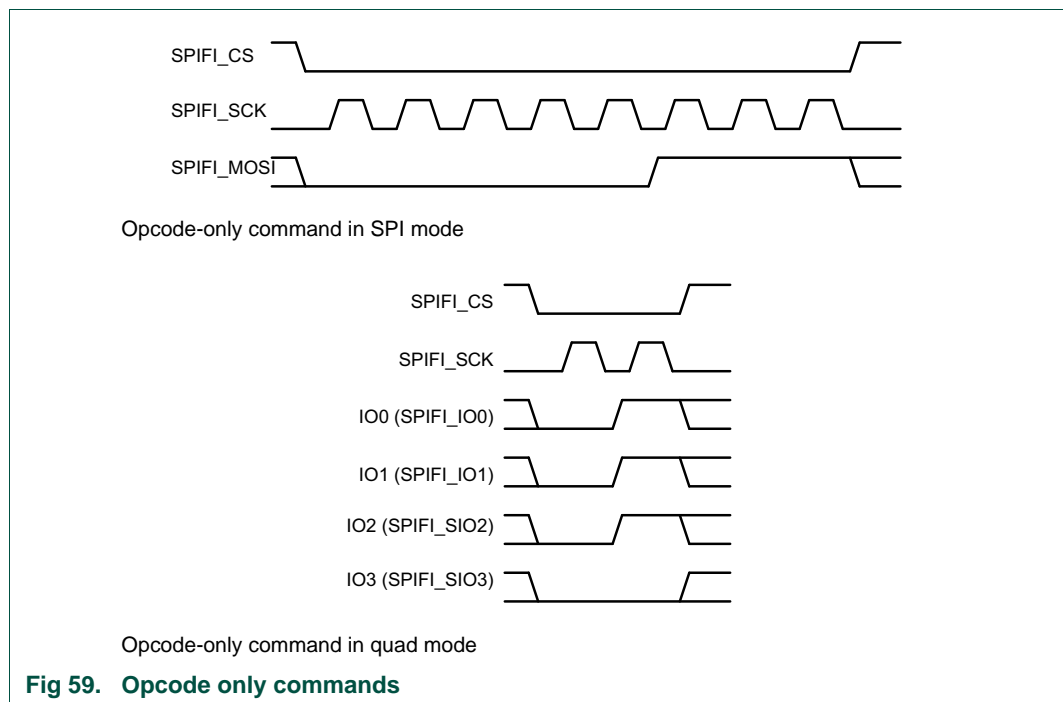 SPIFI_CS
SPIFI_SCK
SPIFI_MOSI
Opcode-only command in SPI mode
SPIFI_CS
SPIFI_SCK
IO0 (SPIFI_IO0)
IO1 (SPIFI_IO1)
IO2 (SPIFI_SIO2)
IO3 (SPIFI_SIO3)
Opcode-only command in quad mode
Fig 59. Opcode only commands